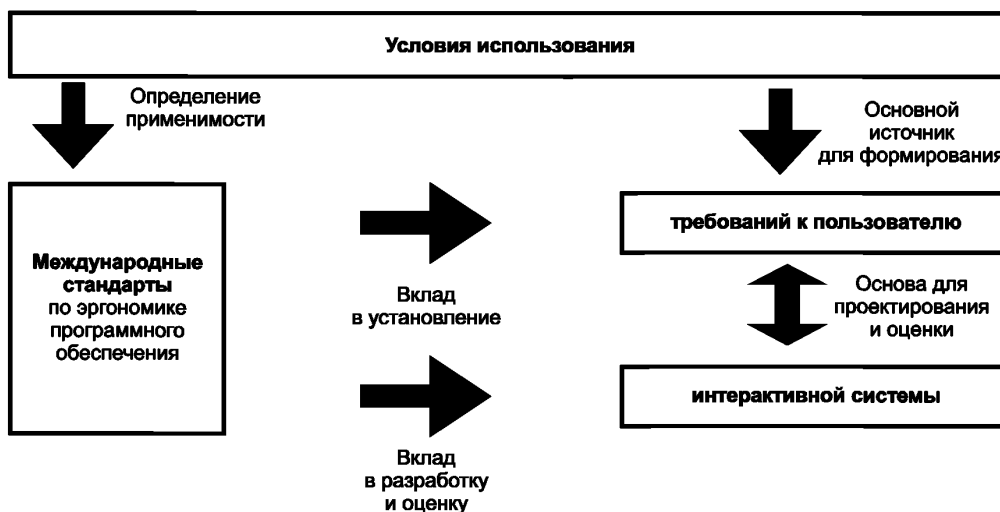 Условия использования
Определение
применимости
Основной
источник
для формирования
Международные
стандарты
по эргономике
программного
обеспечения
Вклад
в установление
требований к пользователю
Основа для
проектирования
и оценки
интерактивной системы
Вклад
в разработку
и оценку